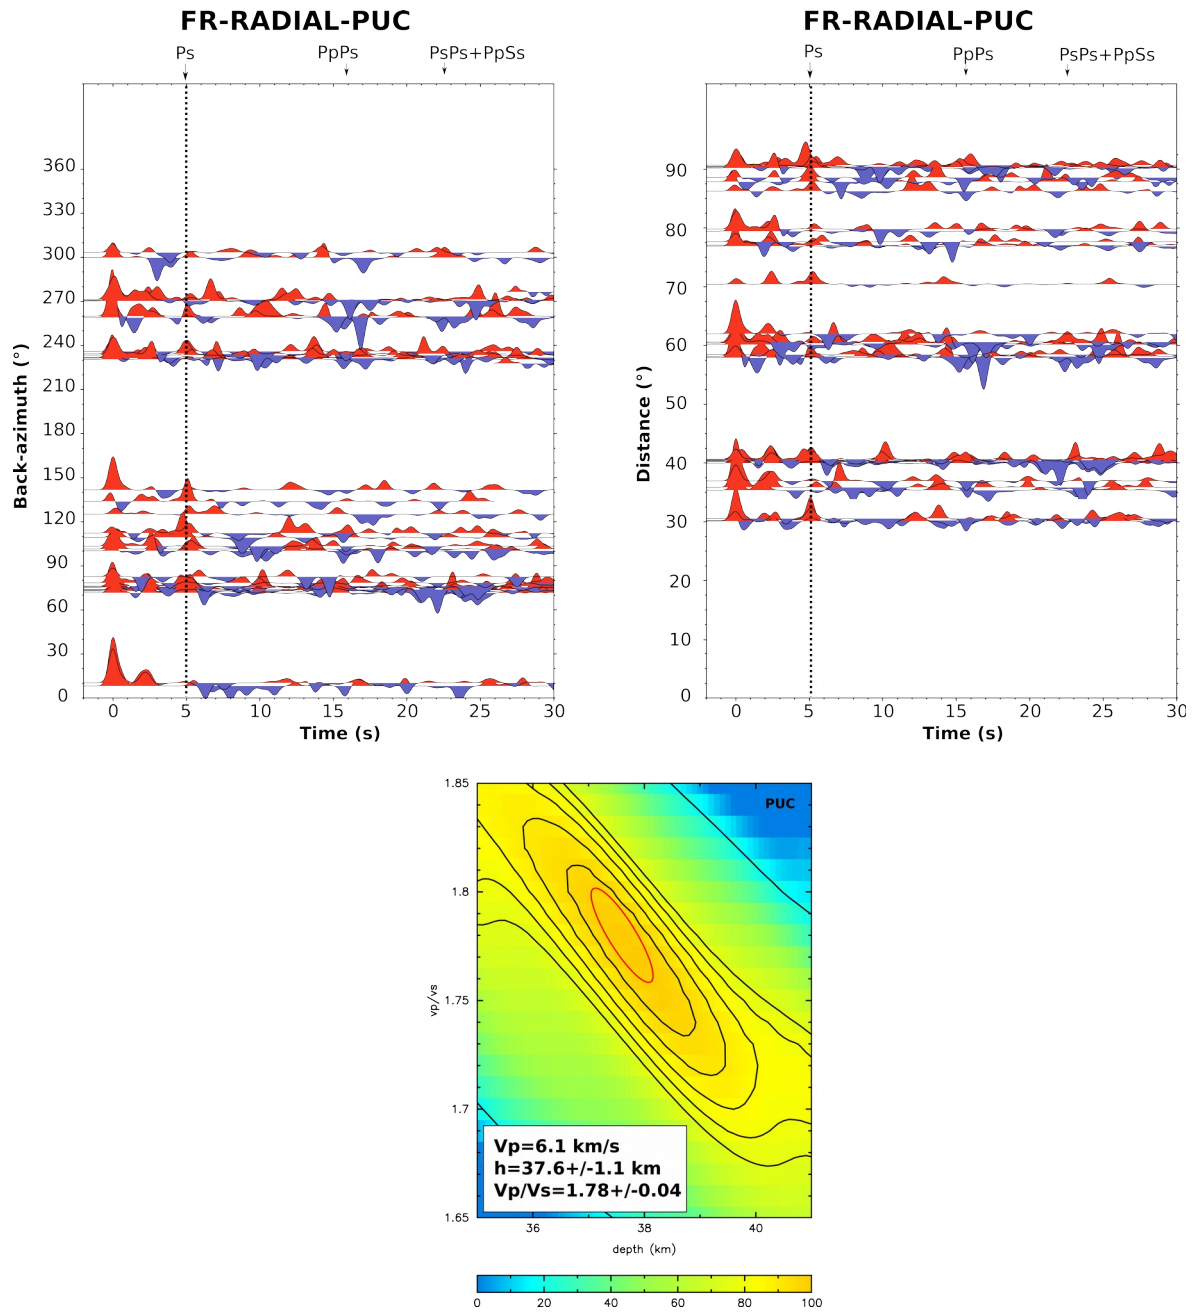 FR-RADIAL-PUC
Ps PpPs PsPs+PpSs
Back-azimuth (°)
360
330
300
270
240
210
180
150
120
90
60
30
0
0 5 10 15 20 25 30
Time (s)
FR-RADIAL-PUC
Ps PpPs PsPs+PpSs
Distance (°)
90
80
70
60
50
40
30
20
10
0
0 5 10 15 20 25 30
Time (s)
PUC
vp/vs
1.85
1.8
1.75
1.7
1.65
Vp=6.1 km/s
h=37.6+/-1.1 km
Vp/Vs=1.78+/-0.04
36 38 40
depth (km)
0 20 40 60 80 100